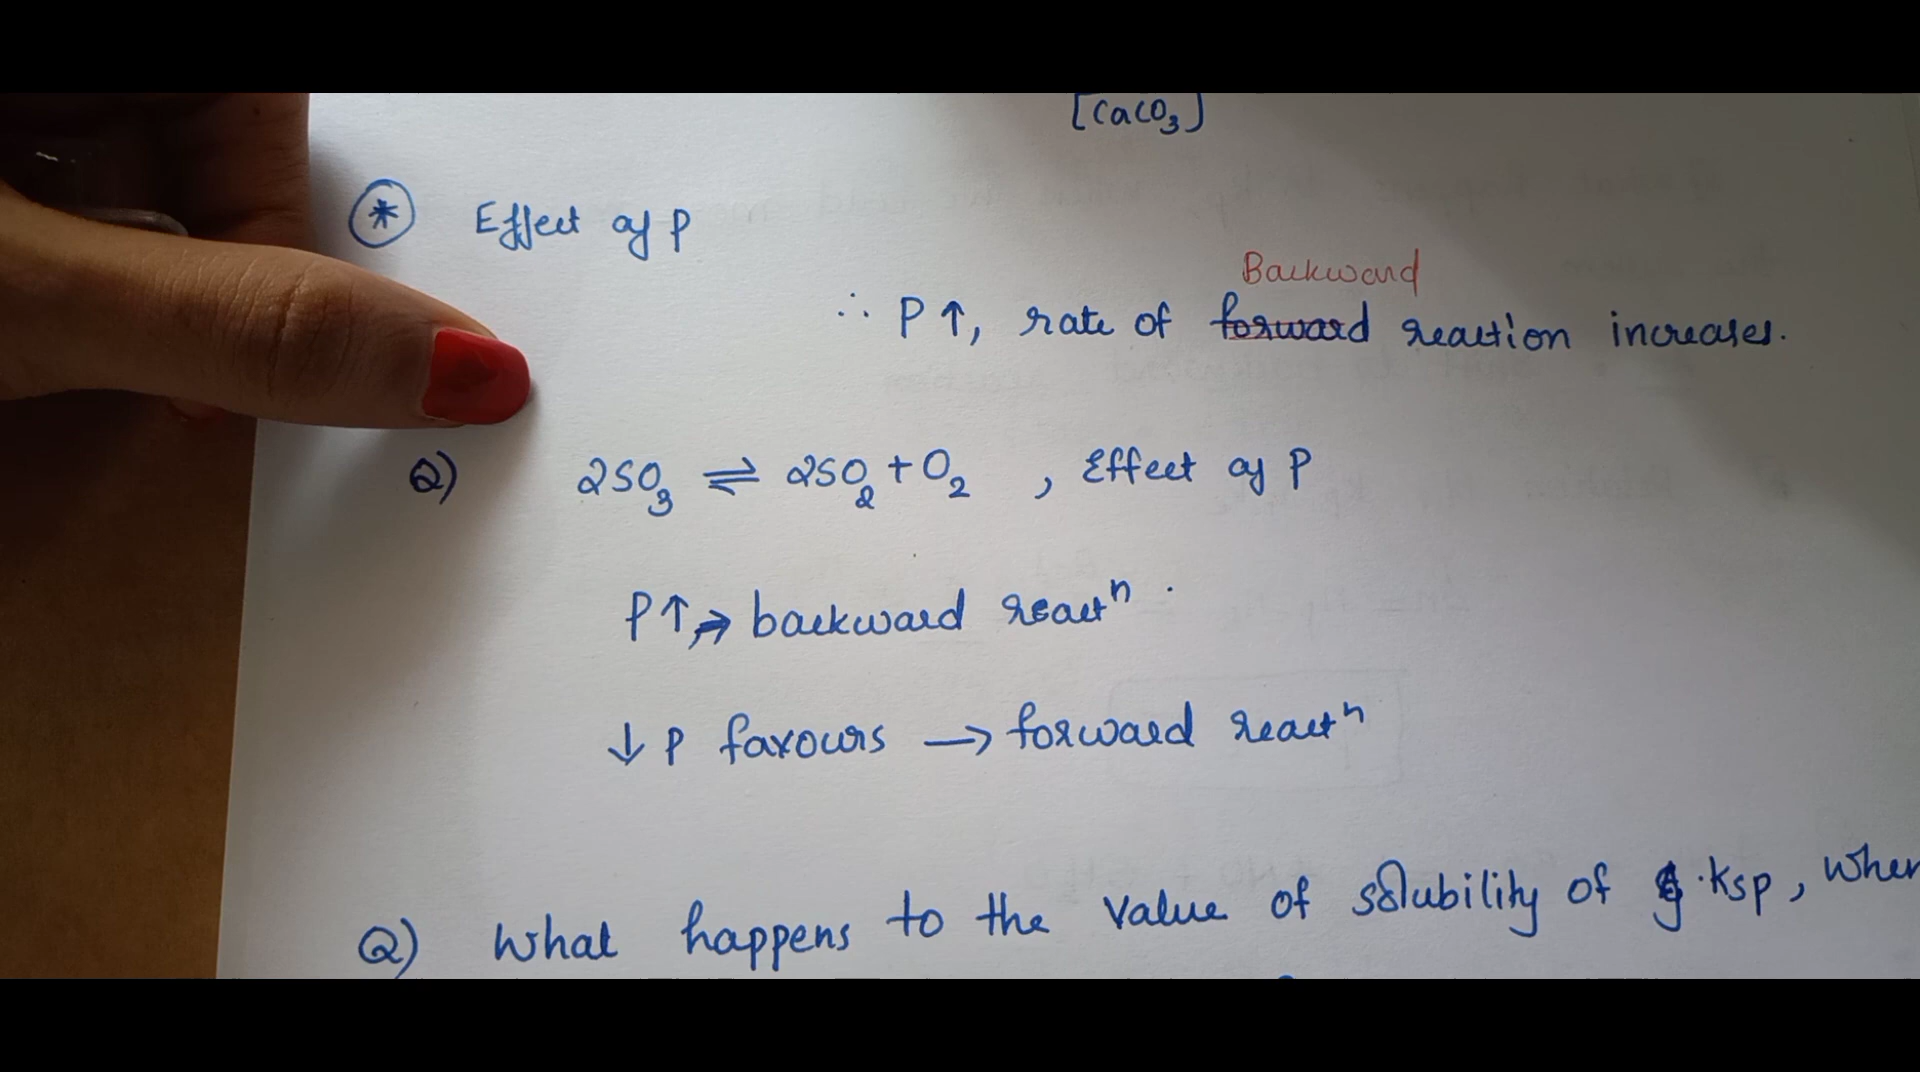 [CaCO3]
* Effect of P
Backward
∴ P↑, rate of forward reaction increases.
Q) 2SO3 ⇌ 2SO2 + O2 , Effect of P
P↑→ backward reactn.
↓ P favours → forward reactn
Q) What happens to the value of solubility of Ksp, when